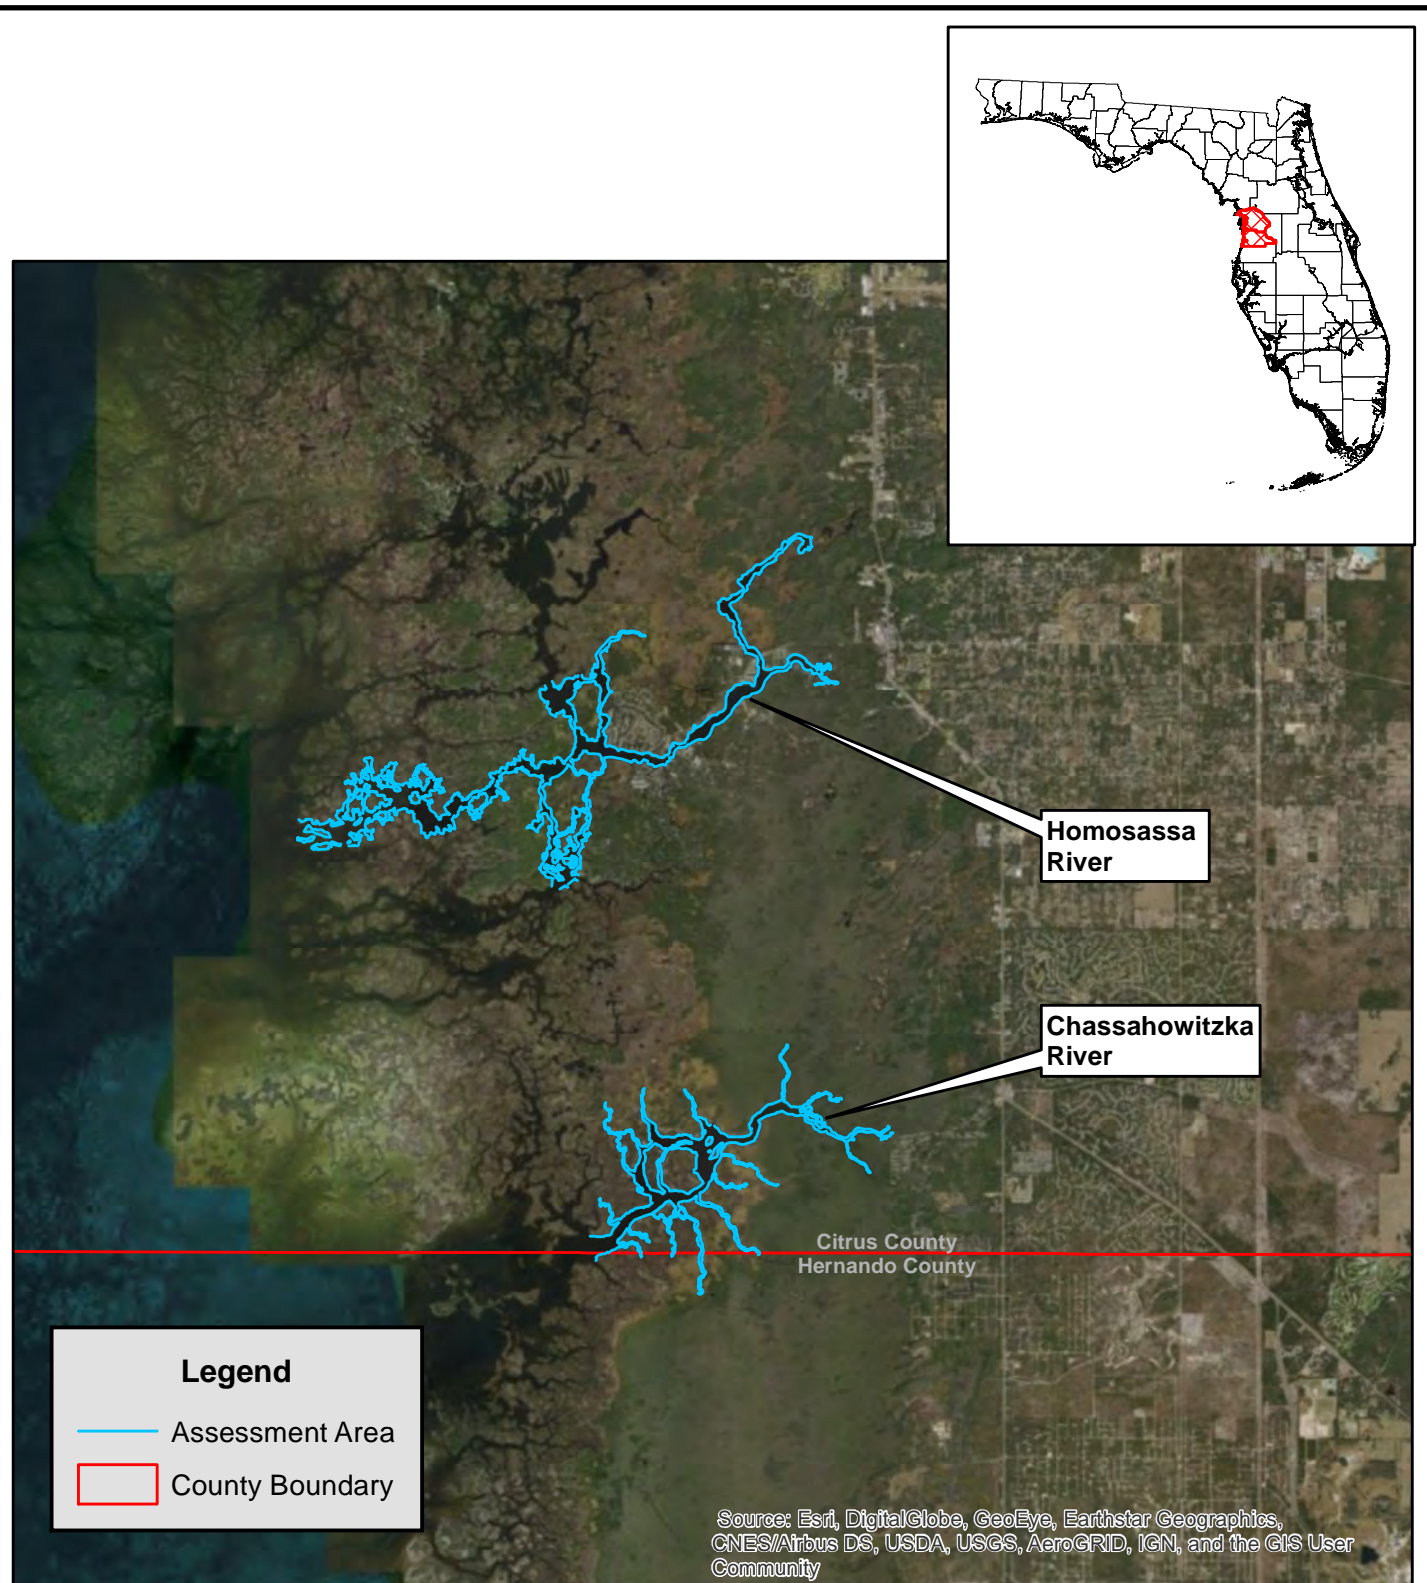 Homosassa
River
Chassahowitzka
River
Citrus County
Hernando County
Legend
Assessment Area
County Boundary
Source: Esri, DigitalGlobe, GeoEye, Earthstar Geographics,
CNES/Airbus DS, USDA, USGS, AeroGRID, IGN, and the GIS User
Community